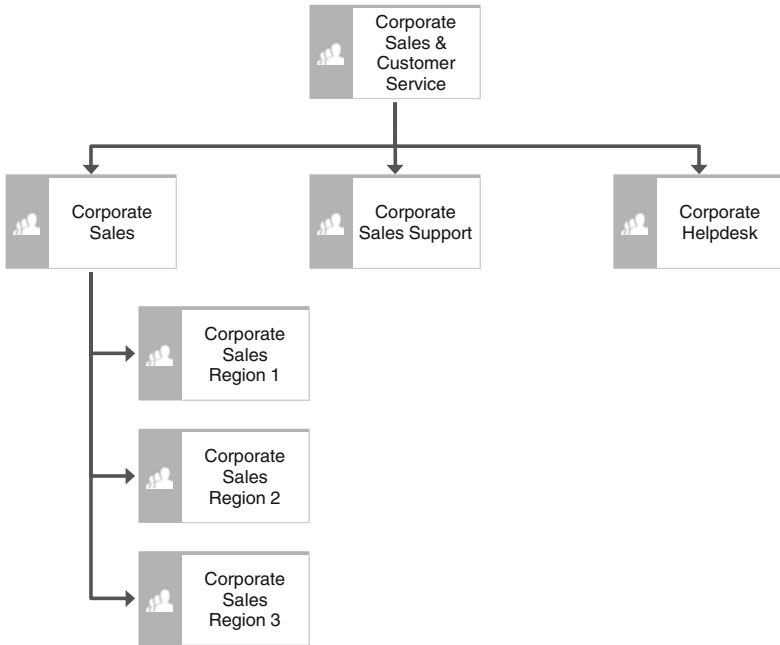 Corporate
Sales &
Customer
Service
Corporate
Sales
Corporate
Sales Support
Corporate
Helpdesk
Corporate
Sales
Region 1
Corporate
Sales
Region 2
Corporate
Sales
Region 3